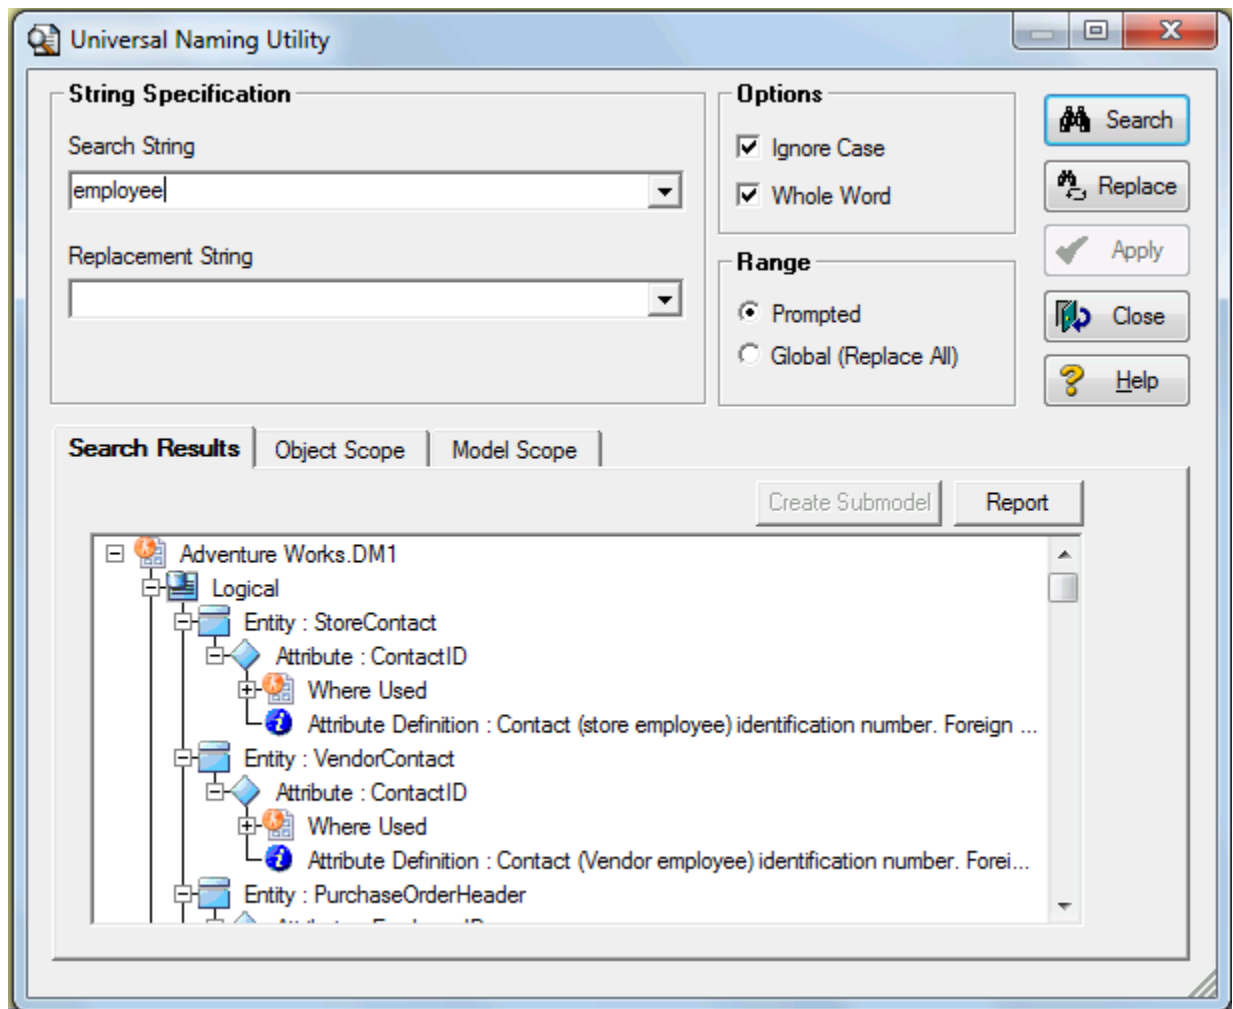 Universal Naming Utility
String Specification
Search String
employee
Replacement String
Options
Ignore Case
Whole Word
Range
Prompted
Global (Replace All)
Search
Replace
Apply
Close
Help
Search Results
Object Scope
Model Scope
Create Submodel
Report
Adventure Works.DM1
Logical
Entity : StoreContact
Attribute : ContactID
Where Used
Attribute Definition : Contact (store employee) identification number. Foreign ...
Entity : VendorContact
Attribute : ContactID
Where Used
Attribute Definition : Contact (Vendor employee) identification number. Forei...
Entity : PurchaseOrderHeader